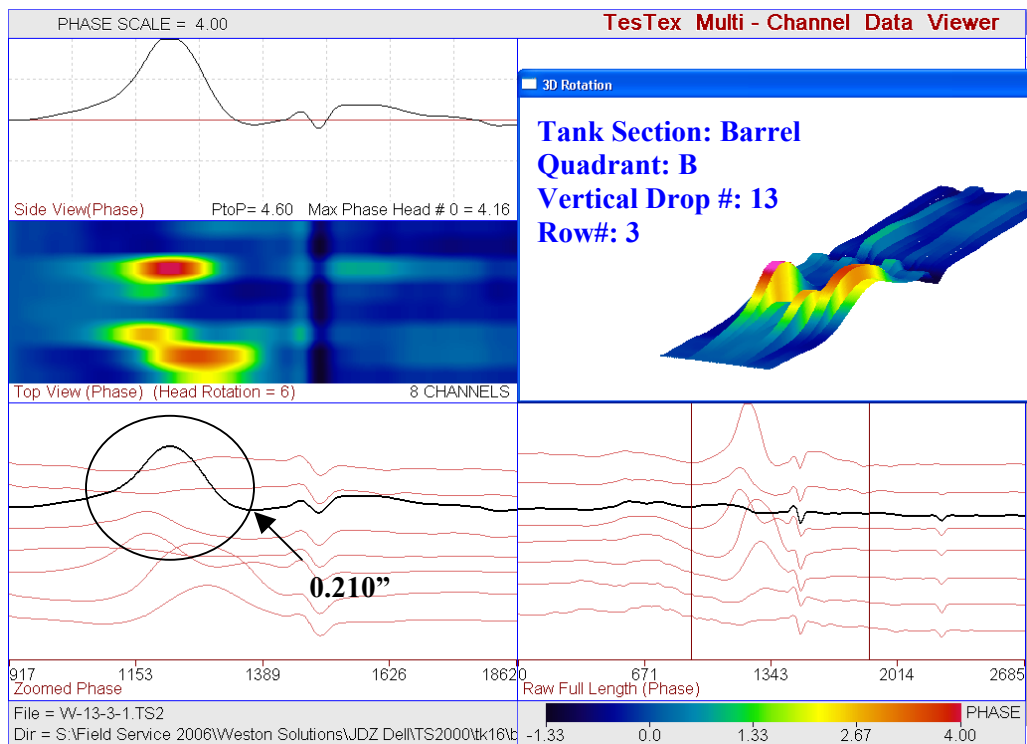 PHASE SCALE = 4.00
TesTex Multi - Channel Data Viewer
Side View(Phase) PtoP= 4.60 Max Phase Head # 0 = 4.16
3D Rotation
Tank Section: Barrel
Quadrant: B
Vertical Drop #: 13
Row#: 3
Top View (Phase) (Head Rotation = 6) 8 CHANNELS
0.210”
917 1153 1389 1626 1862
Zoomed Phase
0 671 1343 2014 2685
Raw Full Length (Phase)
File = W-13-3-1.TS2
Dir = S:\Field Service 2006\Weston Solutions\JDZ Dell\TS2000\tk16\b
PHASE
-1.33 0.0 1.33 2.67 4.00